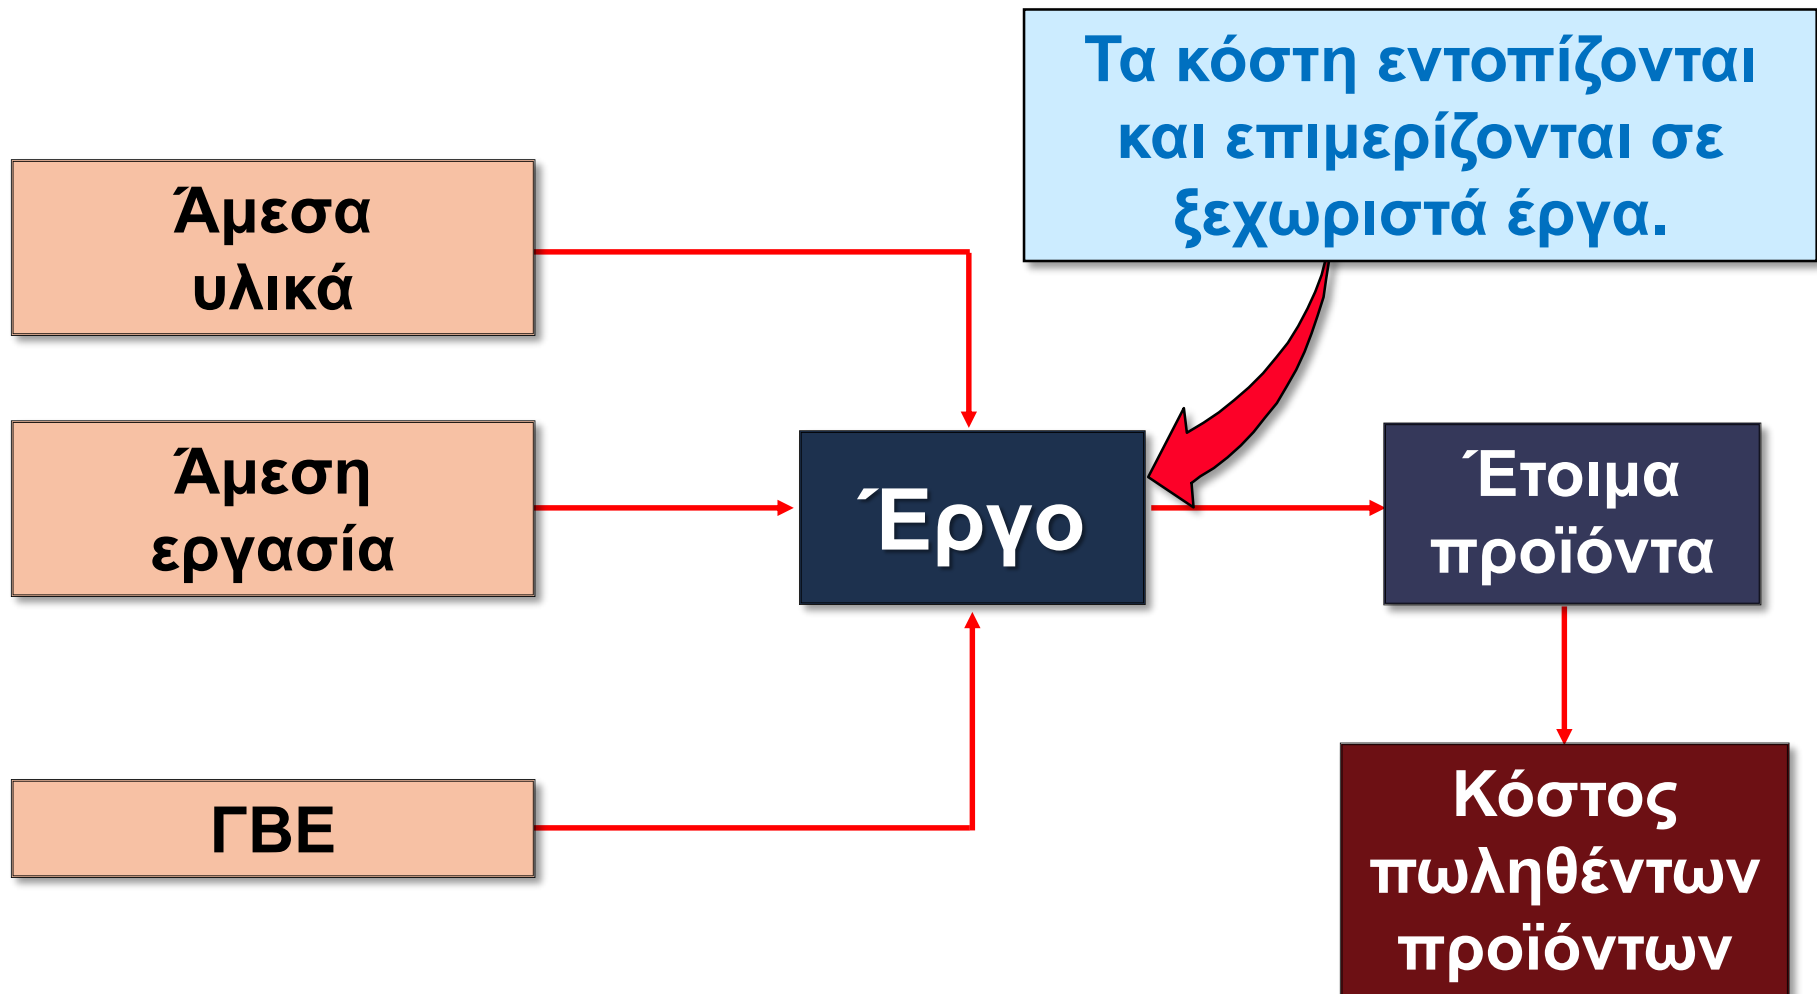 Τα κόστη εντοπίζονται
και επιμερίζονται σε
ξεχωριστά έργα.
Άμεσα
υλικά
Άμεση
εργασία
Έργο
Έτοιμα
προϊόντα
ΓΒΕ
Κόστος
πωληθέντων
προϊόντων